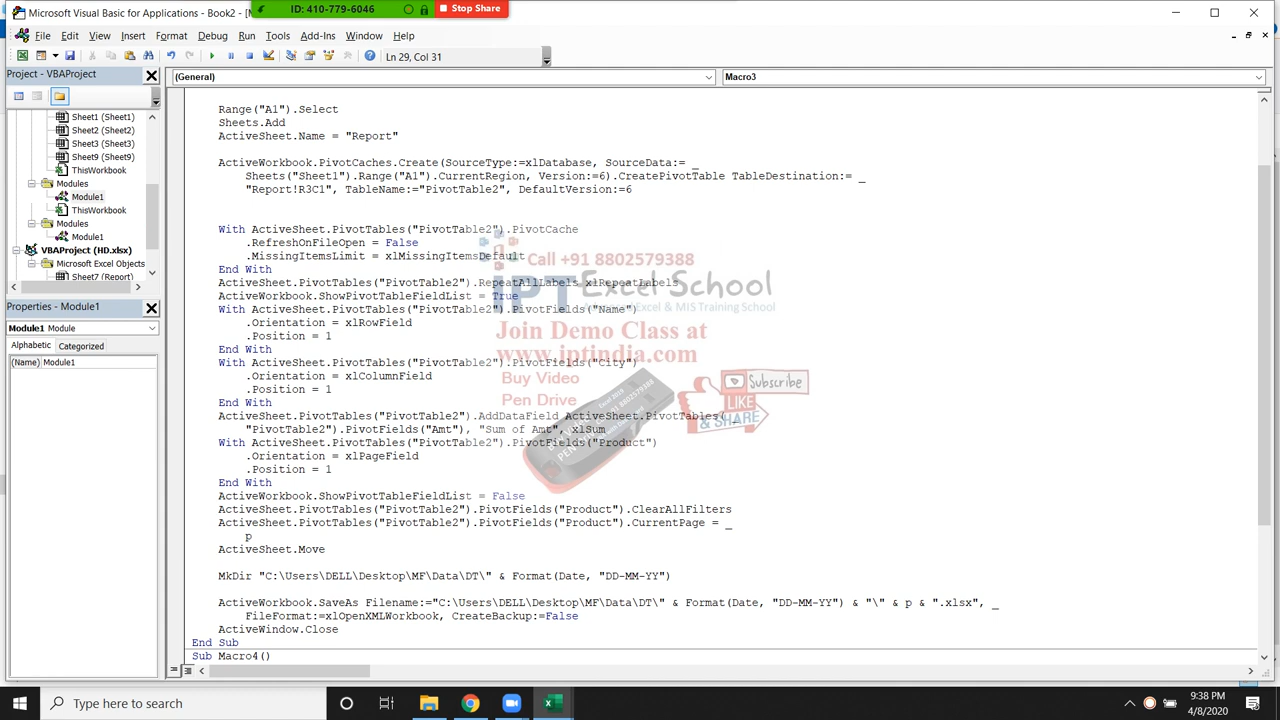 Microsoft Visual Basic for Applications - Book2 - [M
ID: 410-779-6046
Stop Share
File Edit View Insert Format Debug Run Tools Add-Ins Window Help
Ln 29, Col 31
Project - VBAProject
(General)
Macro3
Sheet1 (Sheet1)
Sheet2 (Sheet2)
Sheet3 (Sheet3)
Sheet9 (Sheet9)
ThisWorkbook
Modules
Module1
ThisWorkbook
Modules
Module1
VBAProject (HD.xlsx)
Microsoft Excel Objects
Sheet7 (Report)
Properties - Module1
Module1 Module
Alphabetic Categorized
(Name) Module1
Range("A1").Select
Sheets.Add
ActiveSheet.Name = "Report"
ActiveWorkbook.PivotCaches.Create(SourceType:=xlDatabase, SourceData:= _
Sheets("Sheet1").Range("A1").CurrentRegion, Version:=6).CreatePivotTable TableDestination:= _
"Report!R3C1", TableName:="PivotTable2", DefaultVersion:=6
With ActiveSheet.PivotTables("PivotTable2").PivotCache
.RefreshOnFileOpen = False
.MissingItemsLimit = xlMissingItemsDefault
End With
ActiveSheet.PivotTables("PivotTable2").RepeatAllLabels xlRepeatLabels
ActiveWorkbook.ShowPivotTableFieldList = True
With ActiveSheet.PivotTables("PivotTable2").PivotFields("Name")
.Orientation = xlRowField
.Position = 1
End With
With ActiveSheet.PivotTables("PivotTable2").PivotFields("City")
.Orientation = xlColumnField
.Position = 1
End With
ActiveSheet.PivotTables("PivotTable2").AddDataField ActiveSheet.PivotTables( _
"PivotTable2").PivotFields("Amt"), "Sum of Amt", xlSum
With ActiveSheet.PivotTables("PivotTable2").PivotFields("Product")
.Orientation = xlPageField
.Position = 1
End With
ActiveWorkbook.ShowPivotTableFieldList = False
ActiveSheet.PivotTables("PivotTable2").PivotFields("Product").ClearAllFilters
ActiveSheet.PivotTables("PivotTable2").PivotFields("Product").CurrentPage = _
p
ActiveSheet.Move
MkDir "C:\Users\DELL\Desktop\MF\Data\DT\" & Format(Date, "DD-MM-YY")
ActiveWorkbook.SaveAs Filename:="C:\Users\DELL\Desktop\MF\Data\DT\" & Format(Date, "DD-MM-YY") & "\" & p & ".xlsx", _
FileFormat:=xlOpenXMLWorkbook, CreateBackup:=False
ActiveWindow.Close
End Sub
Sub Macro4()
Call +91 8802579388
IPT Excel School
Excel & MIS Training School
Join Demo Class at
www.iptindia.com
Buy Video
Pen Drive
Subscribe
LIKE
& SHARE
Type here to search
9:38 PM
4/8/2020